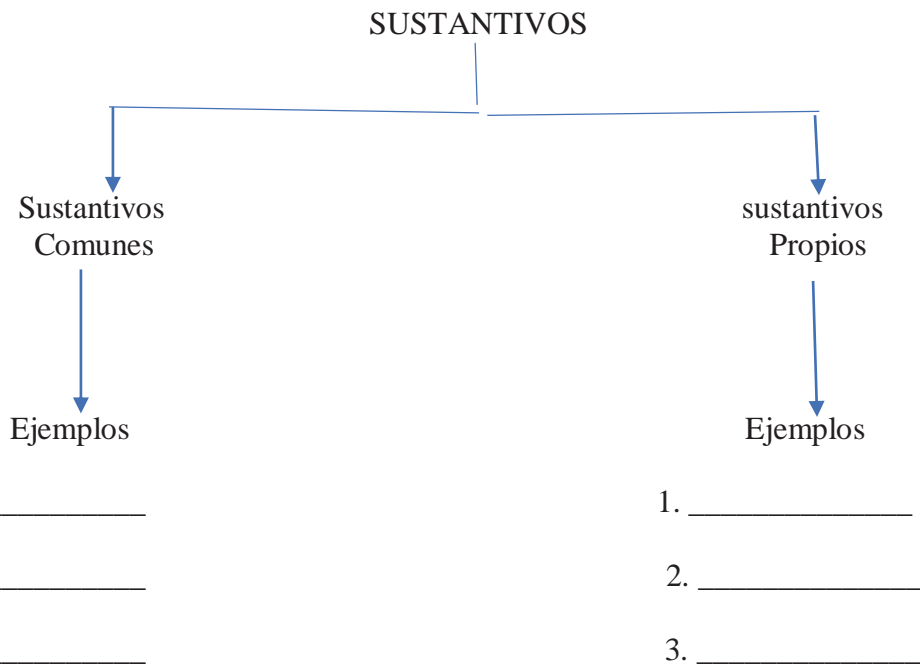 SUSTANTIVOS
Sustantivos
Comunes
sustantivos
Propios
Ejemplos
Ejemplos
_________
_________
_________
1. ______________
2. ______________
3. ______________